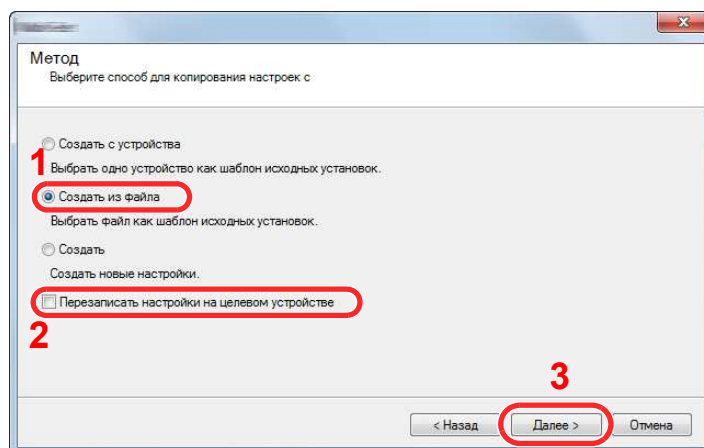 Метод
Выберите способ для копирования настроек с
Создать с устройства
1
Выбрать одно устройство как шаблон исходных установок.
Создать из файла
Выбрать файл как шаблон исходных установок.
Создать
Создать новые настройки.
Перезаписать настройки на целевом устройстве
2
3
< Назад Далее > Отмена